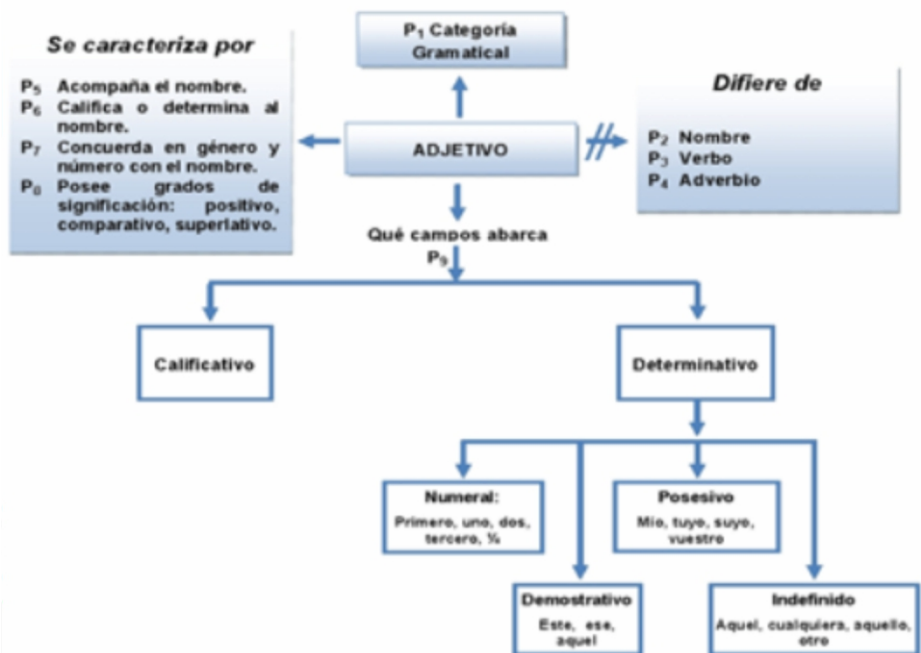 P₁ Categoría
Gramatical
Se caracteriza por
P₅ Acompaña el nombre.
P₆ Califica o determina al
nombre.
P₇ Concuerda en género y
número con el nombre.
P₈ Posee grados de
significación: positivo,
comparativo, superlativo.
ADJETIVO
Difiere de
P₂ Nombre
P₃ Verbo
P₄ Adverbio
Qué campos abarca
P₉
Calificativo
Determinativo
Numeral:
Primero, uno, dos,
tercero, ¼
Posesivo
Mío, tuyo, suyo,
vuestro
Demostrativo
Este, ese,
aquel
Indefinido
Aquel, cualquiera, aquello,
otro